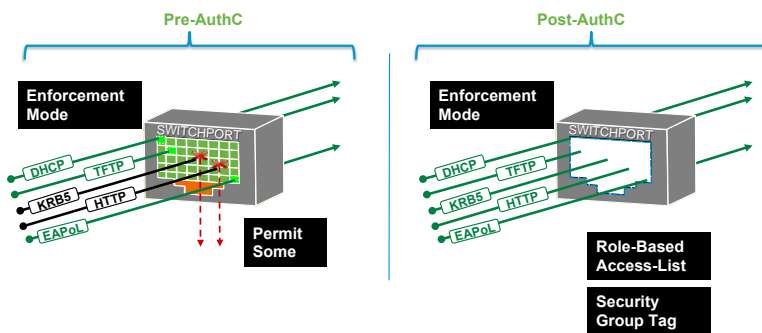 Pre-AuthC
Enforcement
Mode
SWITCHPORT
DHCP
TFTP
KRB5
HTTP
EAPoL
Permit
Some
Post-AuthC
Enforcement
Mode
SWITCHPORT
DHCP
TFTP
KRB5
HTTP
EAPoL
Role-Based
Access-List
Security
Group Tag